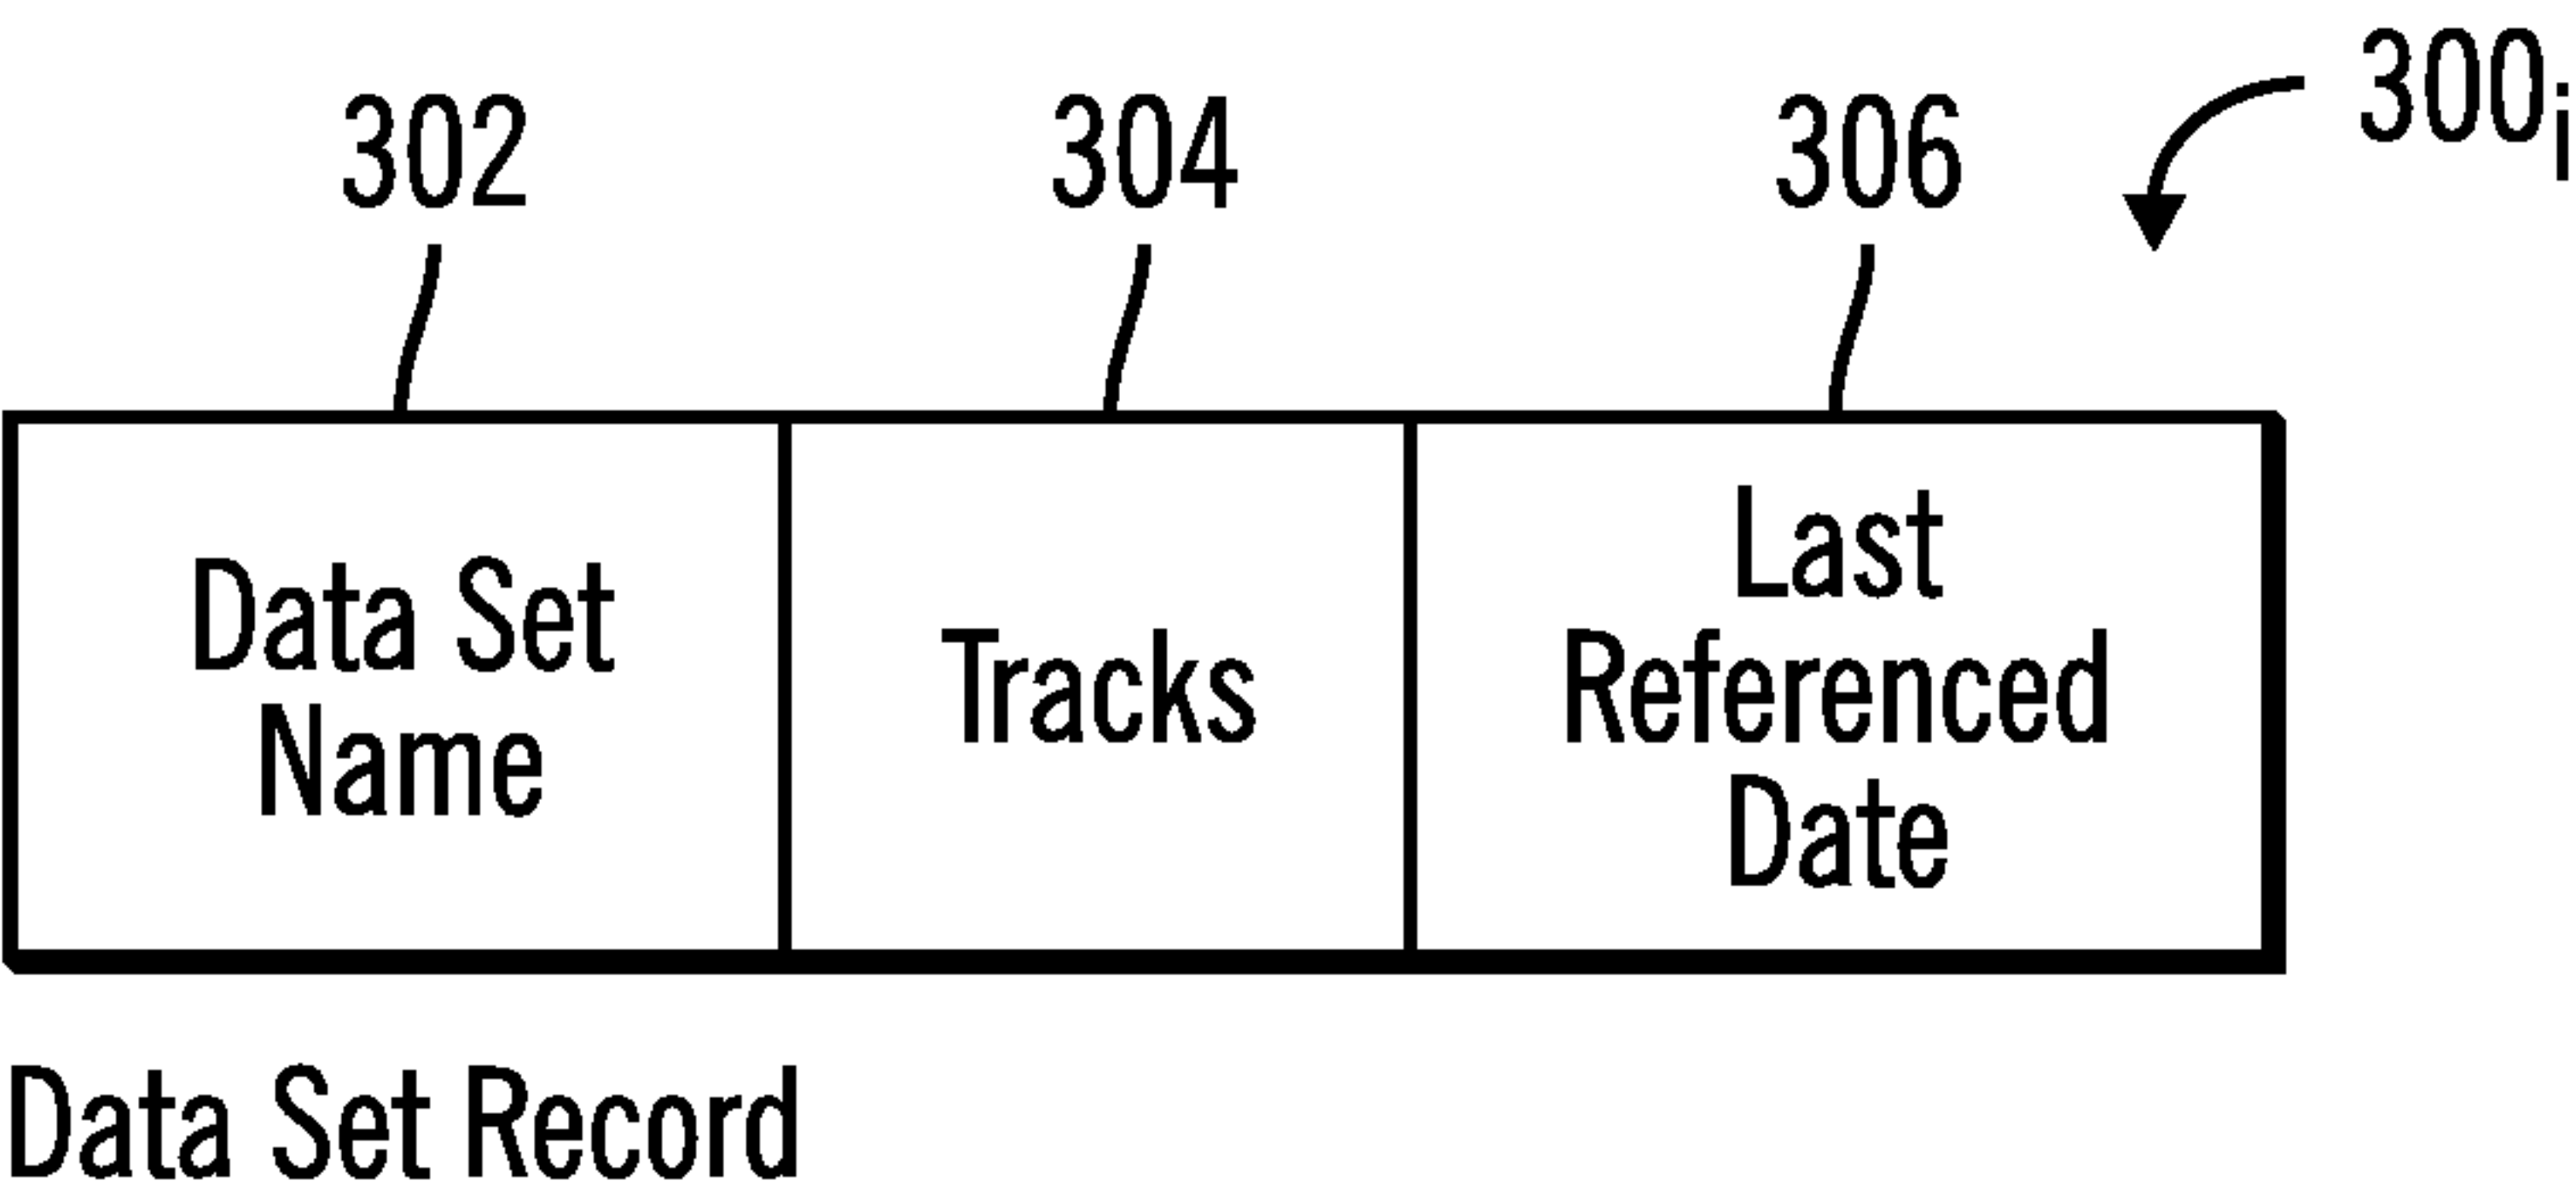 300i
302 304 306
Data Set
Name
Tracks
Last
Referenced
Date
Data Set Record